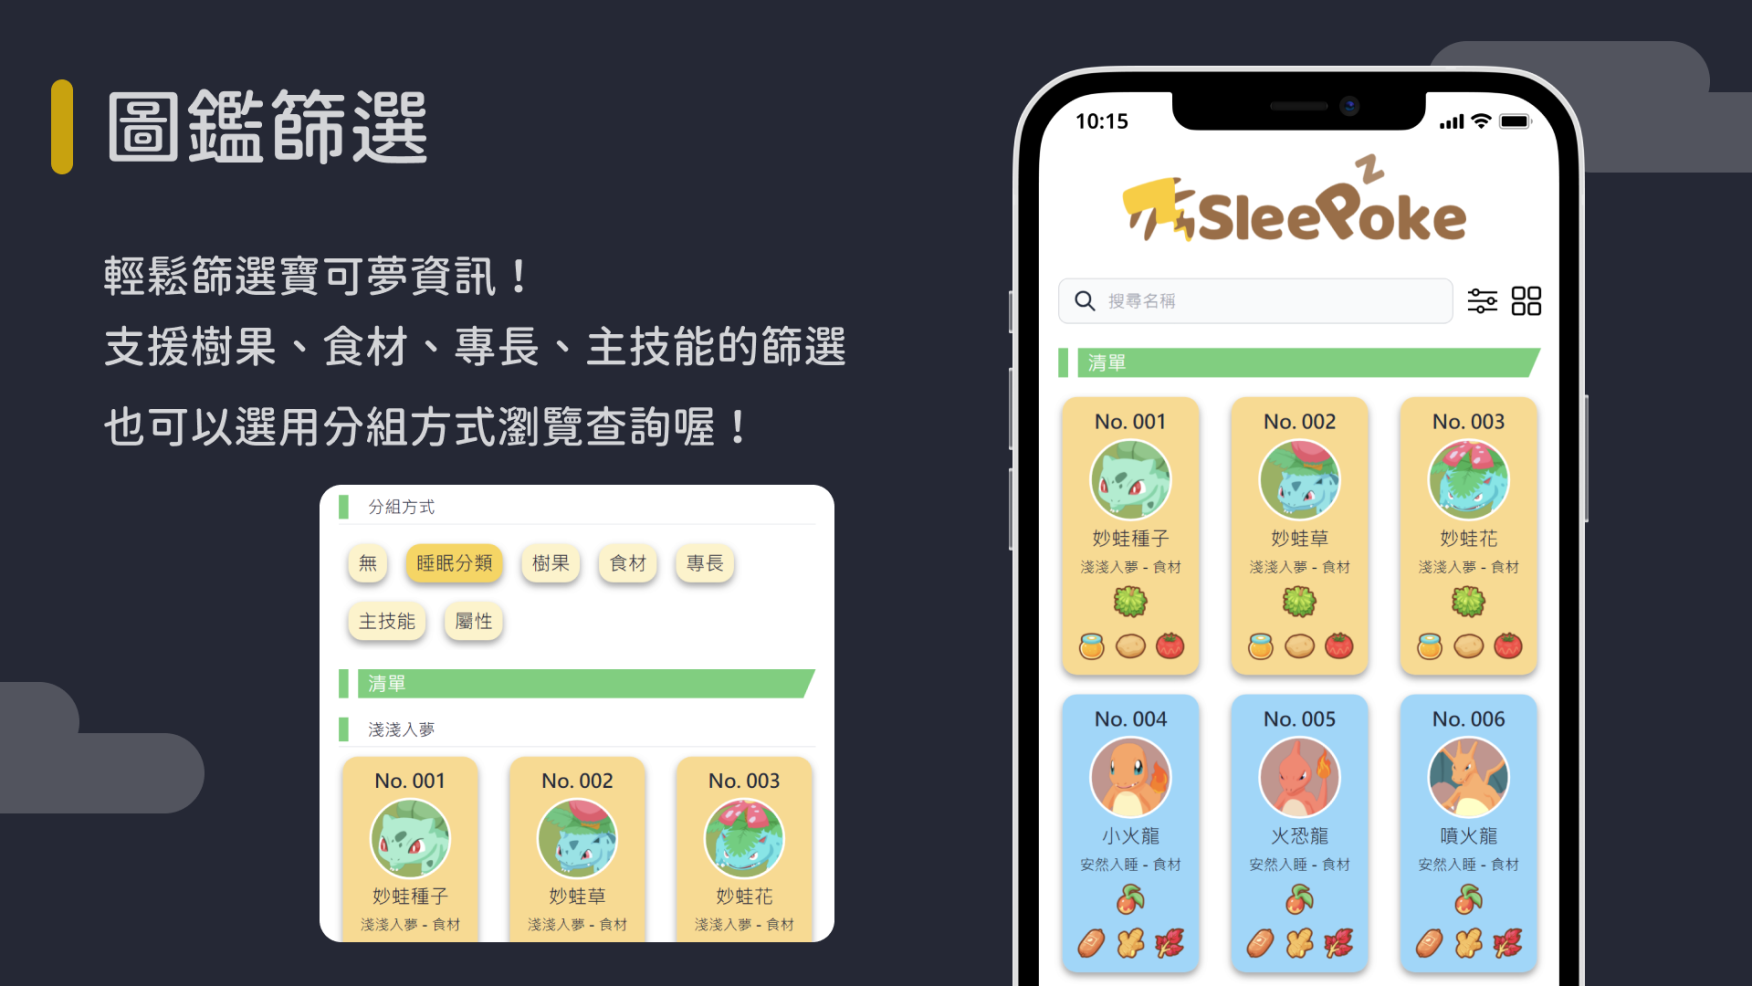 圖鑑篩選
輕鬆篩選寶可夢資訊！
支援樹果、食材、專長、主技能的篩選
也可以選用分組方式瀏覽查詢喔！
分組方式
無 睡眠分類 樹果 食材 專長
主技能 屬性
清單
淺淺入夢
No. 001 No. 002 No. 003
妙蛙種子 妙蛙草 妙蛙花
淺淺入夢 - 食材 淺淺入夢 - 食材 淺淺入夢 - 食材
10:15
SleePoke
Z
搜尋名稱
清單
No. 001 No. 002 No. 003
妙蛙種子 妙蛙草 妙蛙花
淺淺入夢 - 食材 淺淺入夢 - 食材 淺淺入夢 - 食材
No. 004 No. 005 No. 006
小火龍 火恐龍 噴火龍
安然入睡 - 食材 安然入睡 - 食材 安然入睡 - 食材